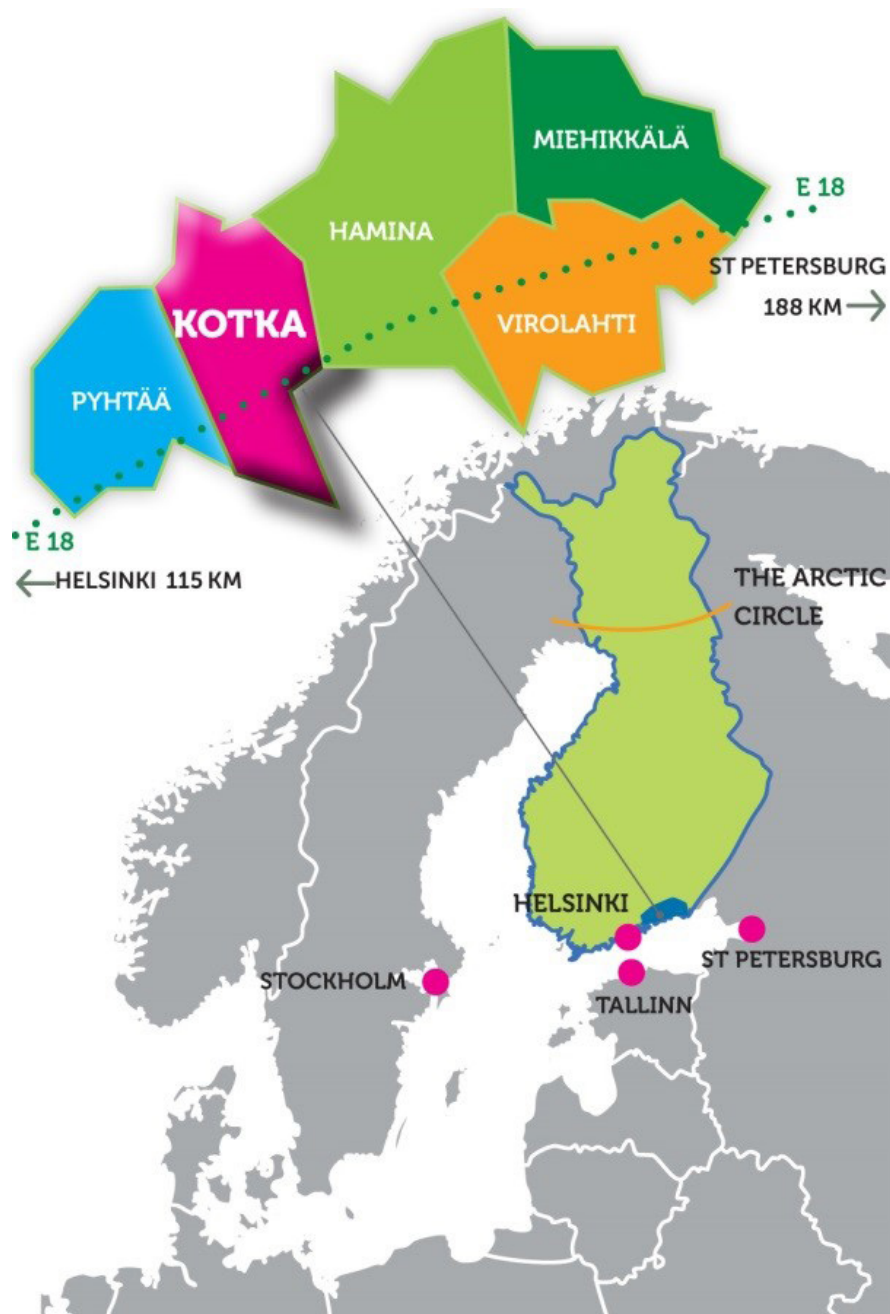 MIEHIKKÄLÄ
E 18
HAMINA
ST PETERSBURG
188 KM
KOTKA
VIROLAHTI
PYHTÄÄ
E 18
HELSINKI 115 KM
THE ARCTIC
CIRCLE
HELSINKI
ST PETERSBURG
STOCKHOLM
TALLINN